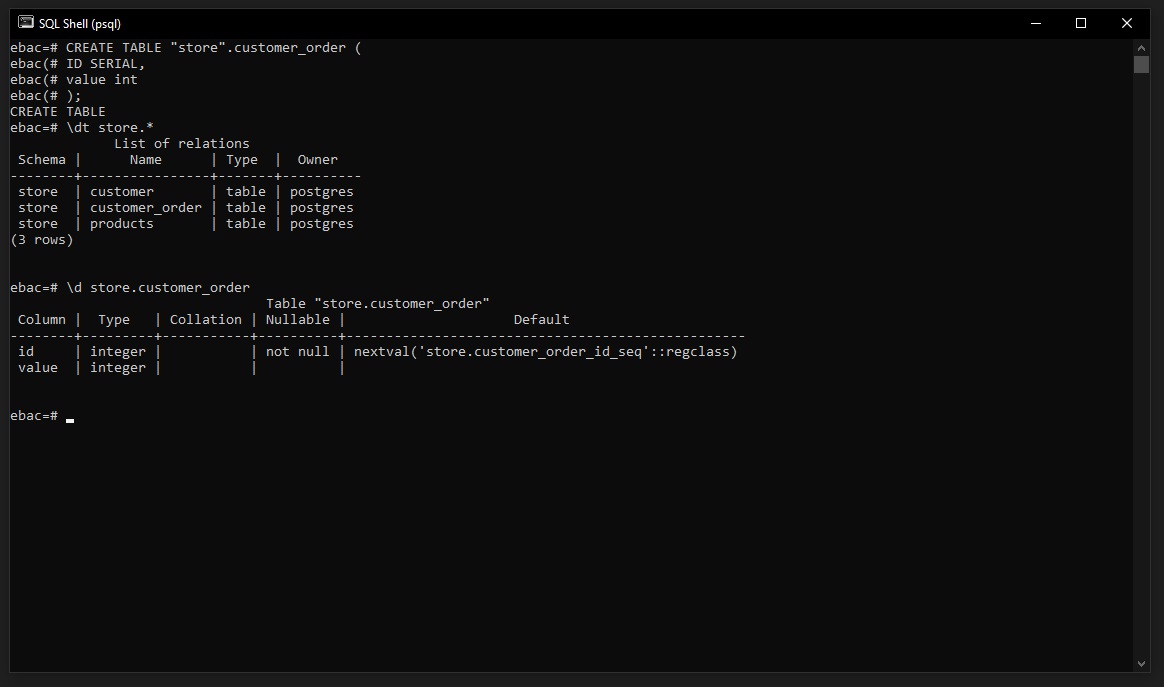 SQL Shell (psql)
ebac=# CREATE TABLE "store".customer_order (
ebac(# ID SERIAL,
ebac(# value int
ebac(# );
CREATE TABLE
ebac=# \dt store.*
             List of relations
 Schema |      Name      | Type  |  Owner
--------+----------------+-------+----------
 store  | customer       | table | postgres
 store  | customer_order | table | postgres
 store  | products       | table | postgres
(3 rows)
ebac=# \d store.customer_order
                                Table "store.customer_order"
 Column |  Type   | Collation | Nullable |                     Default
--------+---------+-----------+----------+--------------------------------------------------
 id     | integer |           | not null | nextval('store.customer_order_id_seq'::regclass)
 value  | integer |           |          |
ebac=#